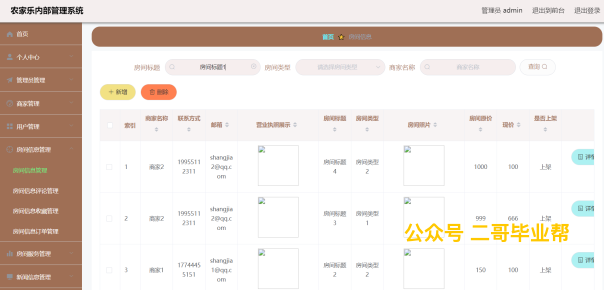 农家乐内部管理系统
管理员 admin 退出到前台 退出登录
首页
个人中心
管理员管理
商家管理
用户管理
房间信息管理
房间信息管理
房间信息评论管理
房间信息收藏管理
房间信息订单管理
房间服务管理
新闻信息管理
首页 房间信息
房间标题 房间标题 房间类型 请选择房间类型 商家名称 商家名称 查询
+ 新增 删除
索引 商家名称 联系方式 邮箱 营业执照展示 房间标题 房间类型 房间照片 房间原价 现价 是否上架
1 商家2 19955112311 shangjia2@qq.com 房间标题4 房间类型2 1000 100 上架 详情
2 商家2 19955112311 shangjia2@qq.com 房间标题3 房间类型1 999 666 上架 详情
3 商家1 17744455151 shangjia1@qq.com 房间标题2 房间类型2 150 100 上架 详情
公众号 二哥毕业帮